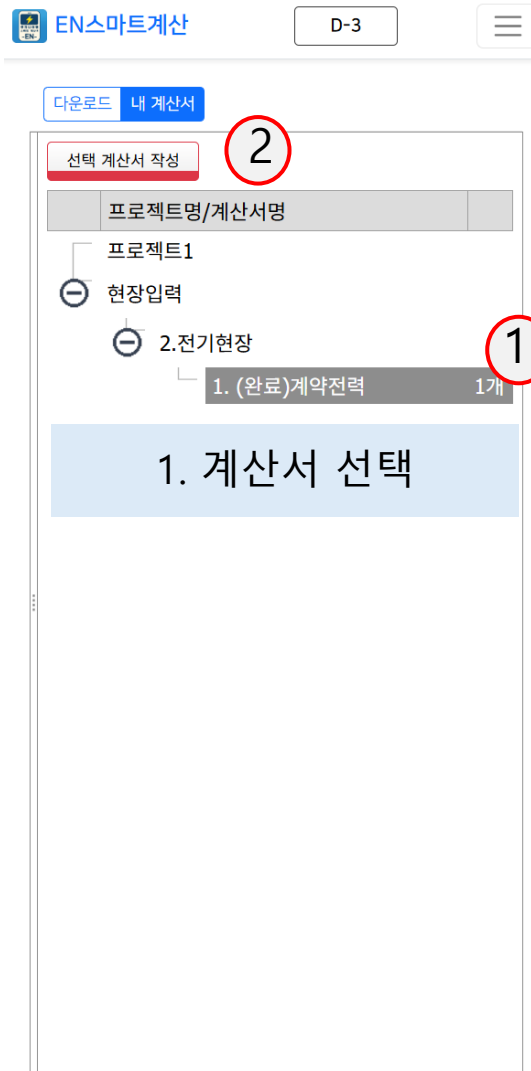 EN스마트계산 D-3
다운로드 내 계산서
선택 계산서 작성 2
프로젝트명/계산서명
프로젝트1
현장입력
2.전기현장
1
1. (완료)계약전력 1개
1. 계산서 선택